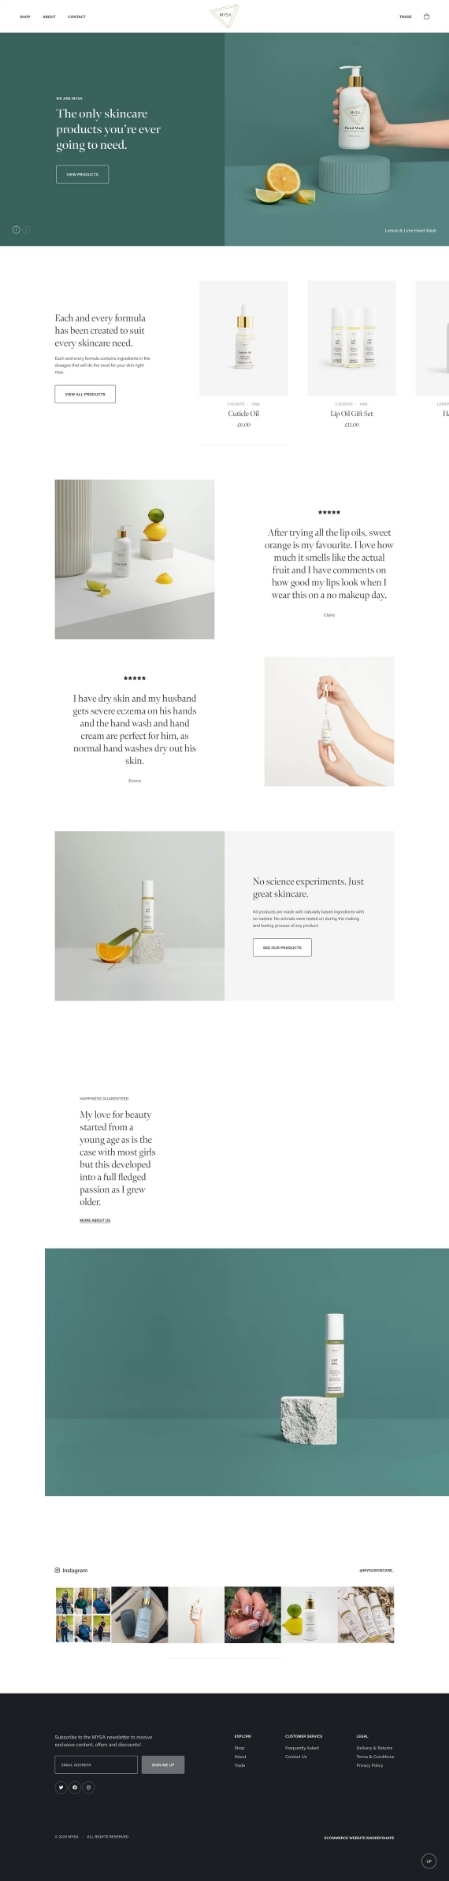 SHOP
ABOUT
CONTACT
MYSA
TRADE
WE ARE MYSA
The only skincare
products you're ever
going to need.
VIEW PRODUCTS
Lemon & Lime Hand Wash
Each and every formula
has been created to suit
every skincare need.
Each and every formula contains ingredients in the
dosages that will do the most for your skin right
now.
VIEW ALL PRODUCTS
Cuticle Oil
£6.00
Lip Oil Gift Set
£12.00
After trying all the lip oils, sweet
orange is my favourite. I love how
much it smells like the actual
fruit and I have comments on
how good my lips look when I
wear this on a no makeup day.
Claire
I have dry skin and my husband
gets severe eczema on his hands
and the hand wash and hand
cream are perfect for him, as
normal hand washes dry out his
skin.
Emma
No science experiments. Just
great skincare.
All products are made with naturally based ingredients with
no nasties. No animals were tested on during the making
and testing process of any product.
SEE OUR PRODUCTS
HAPPINESS GUARANTEED
My love for beauty
started from a
young age as is the
case with most girls
but this developed
into a full fledged
passion as I grew
older.
MORE ABOUT US
Instagram
Subscribe to the MYSA newsletter to receive
exclusive content, offers and discounts!
EMAIL ADDRESS
SIGN ME UP
EXPLORE
Shop
About
Trade
CUSTOMER SERVICE
Frequently Asked
Contact Us
LEGAL
Delivery & Returns
Terms & Conditions
Privacy Policy
MYSA
ALL RIGHTS RESERVED
UP